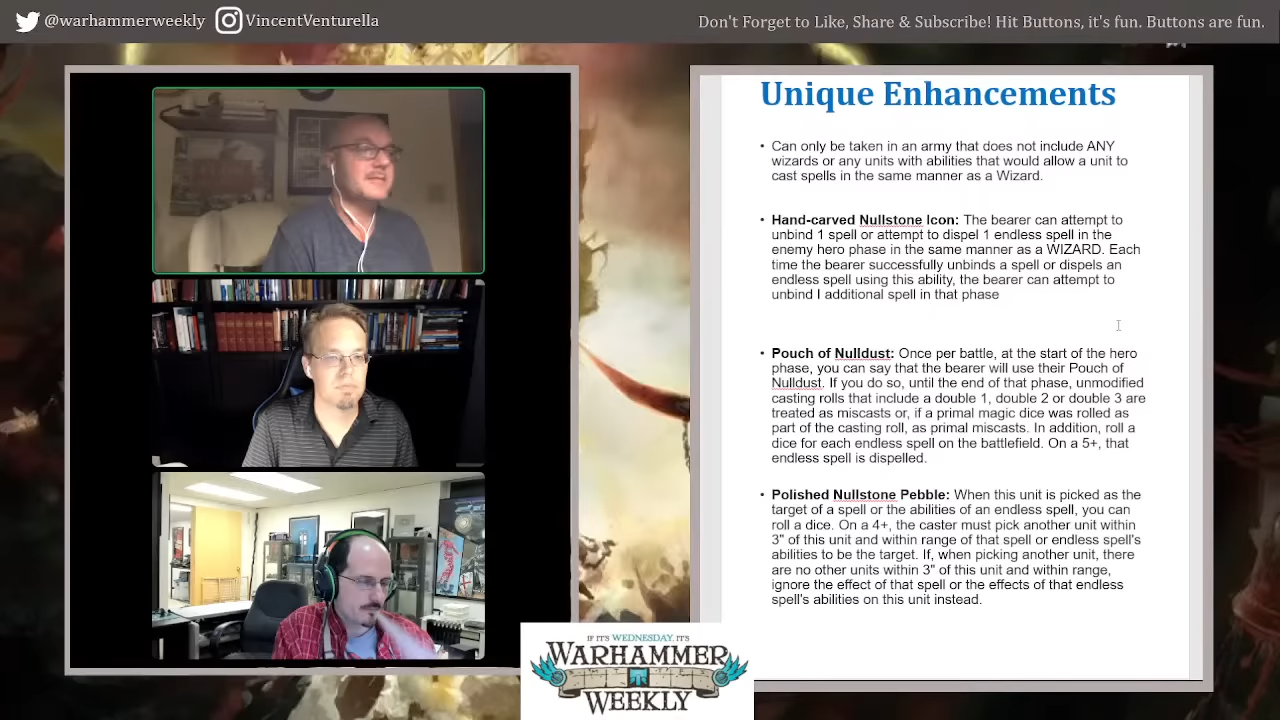 @warhammerweekly VincentVenturella
Don't Forget to Like, Share & Subscribe! Hit Buttons, it's fun. Buttons are fun.
Unique Enhancements
• Can only be taken in an army that does not include ANY
wizards or any units with abilities that would allow a unit to
cast spells in the same manner as a Wizard.
• Hand-carved Nullstone Icon: The bearer can attempt to
unbind 1 spell or attempt to dispel 1 endless spell in the
enemy hero phase in the same manner as a WIZARD. Each
time the bearer successfully unbinds a spell or dispels an
endless spell using this ability, the bearer can attempt to
unbind I additional spell in that phase
• Pouch of Nulldust: Once per battle, at the start of the hero
phase, you can say that the bearer will use their Pouch of
Nulldust. If you do so, until the end of that phase, unmodified
casting rolls that include a double 1, double 2 or double 3 are
treated as miscasts or, if a primal magic dice was rolled as
part of the casting roll, as primal miscasts. In addition, roll a
dice for each endless spell on the battlefield. On a 5+, that
endless spell is dispelled.
• Polished Nullstone Pebble: When this unit is picked as the
target of a spell or the abilities of an endless spell, you can
roll a dice. On a 4+, the caster must pick another unit within
3" of this unit and within range of that spell or endless spell's
abilities to be the target. If, when picking another unit, there
are no other units within 3" of this unit and within range,
ignore the effect of that spell or the effects of that endless
spell's abilities on this unit instead.
IF IT'S WEDNESDAY, IT'S
WARHAMMER
WEEKLY